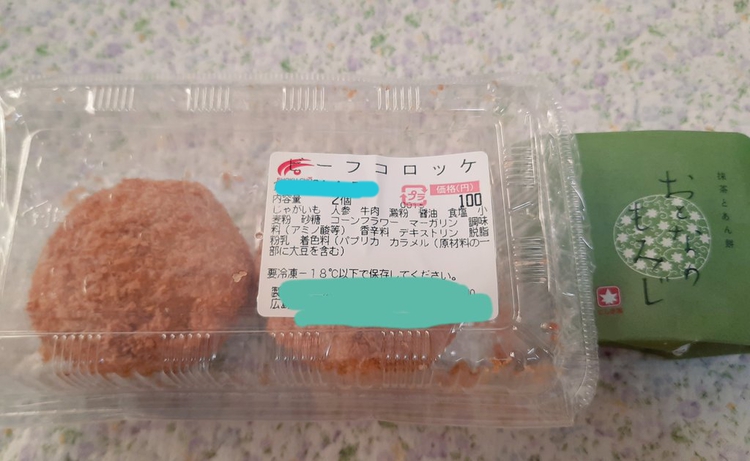 ビーフコロッケ
価格(円)
プラ
100
内容量 2個
じゃがいも 人参 牛肉 澱粉 醤油 食塩 小
麦粉 砂糖 コーンフラワー マーガリン 調味
料(アミノ酸等) 香辛料 デキストリン 脱脂
粉乳 着色料(パプリカ カラメル(原材料の一
部に大豆を含む)
要冷凍-18℃以下で保存してください。
製
広
抹茶とあん餅
おとなの
もみじ